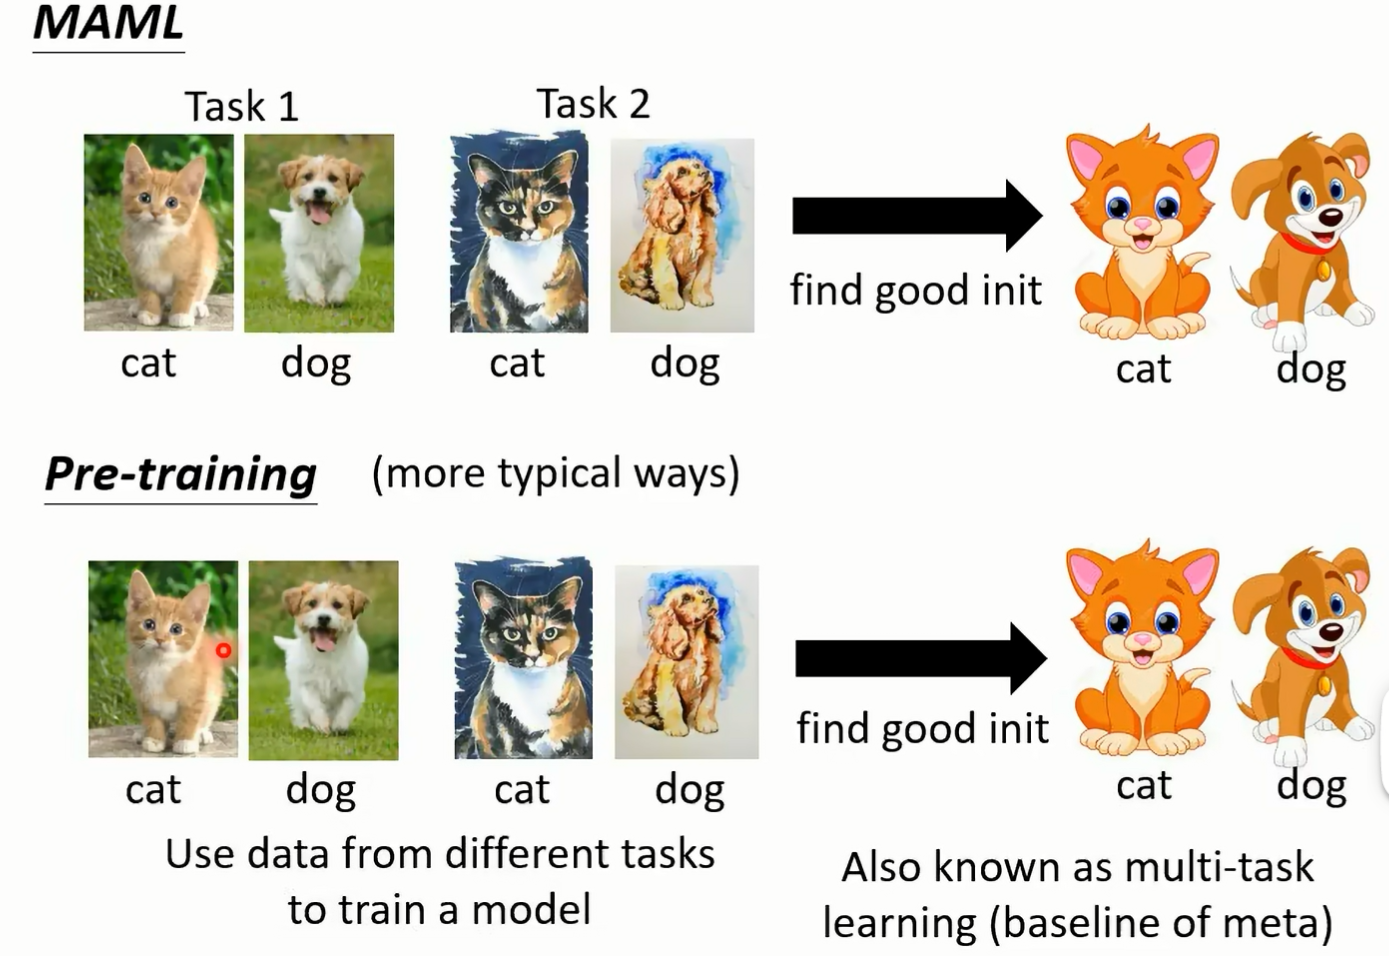 MAML
Task 1
Task 2
cat
dog
cat
dog
find good init
cat
dog
Pre-training (more typical ways)
cat
dog
cat
dog
find good init
cat
dog
Use data from different tasks
to train a model
Also known as multi-task
learning (baseline of meta)